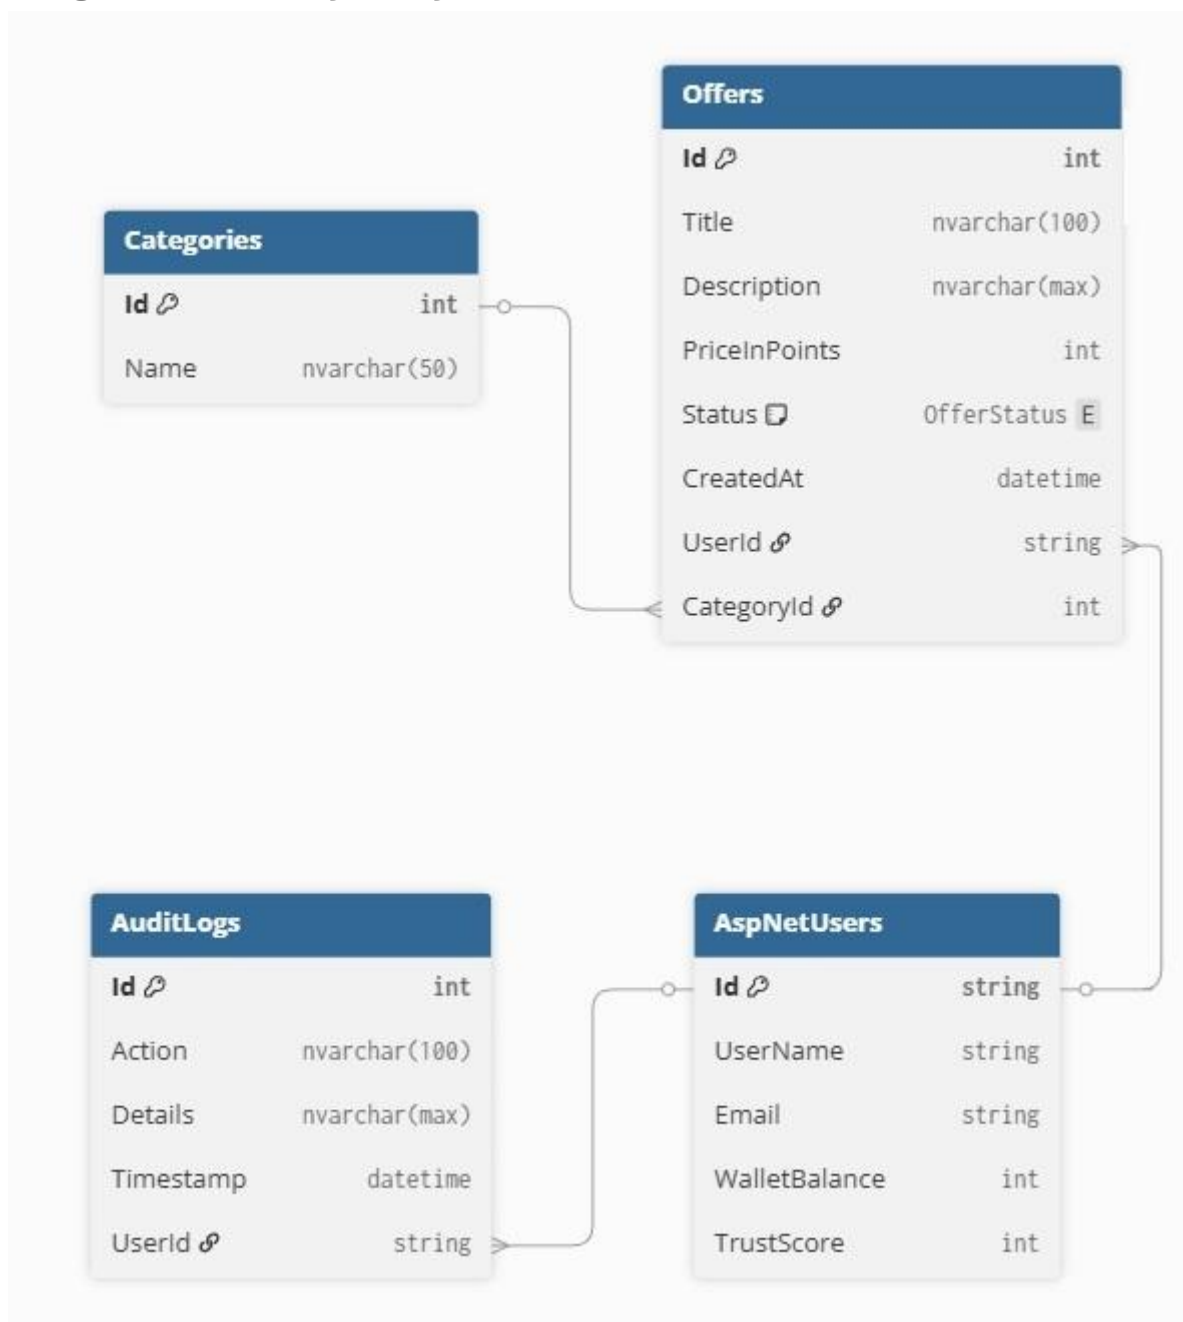 Offers
Id int
Title nvarchar(100)
Description nvarchar(max)
PriceInPoints int
Status OfferStatus E
CreatedAt datetime
UserId string
CategoryId int
Categories
Id int
Name nvarchar(50)
AuditLogs
Id int
Action nvarchar(100)
Details nvarchar(max)
Timestamp datetime
UserId string
AspNetUsers
Id string
UserName string
Email string
WalletBalance int
TrustScore int